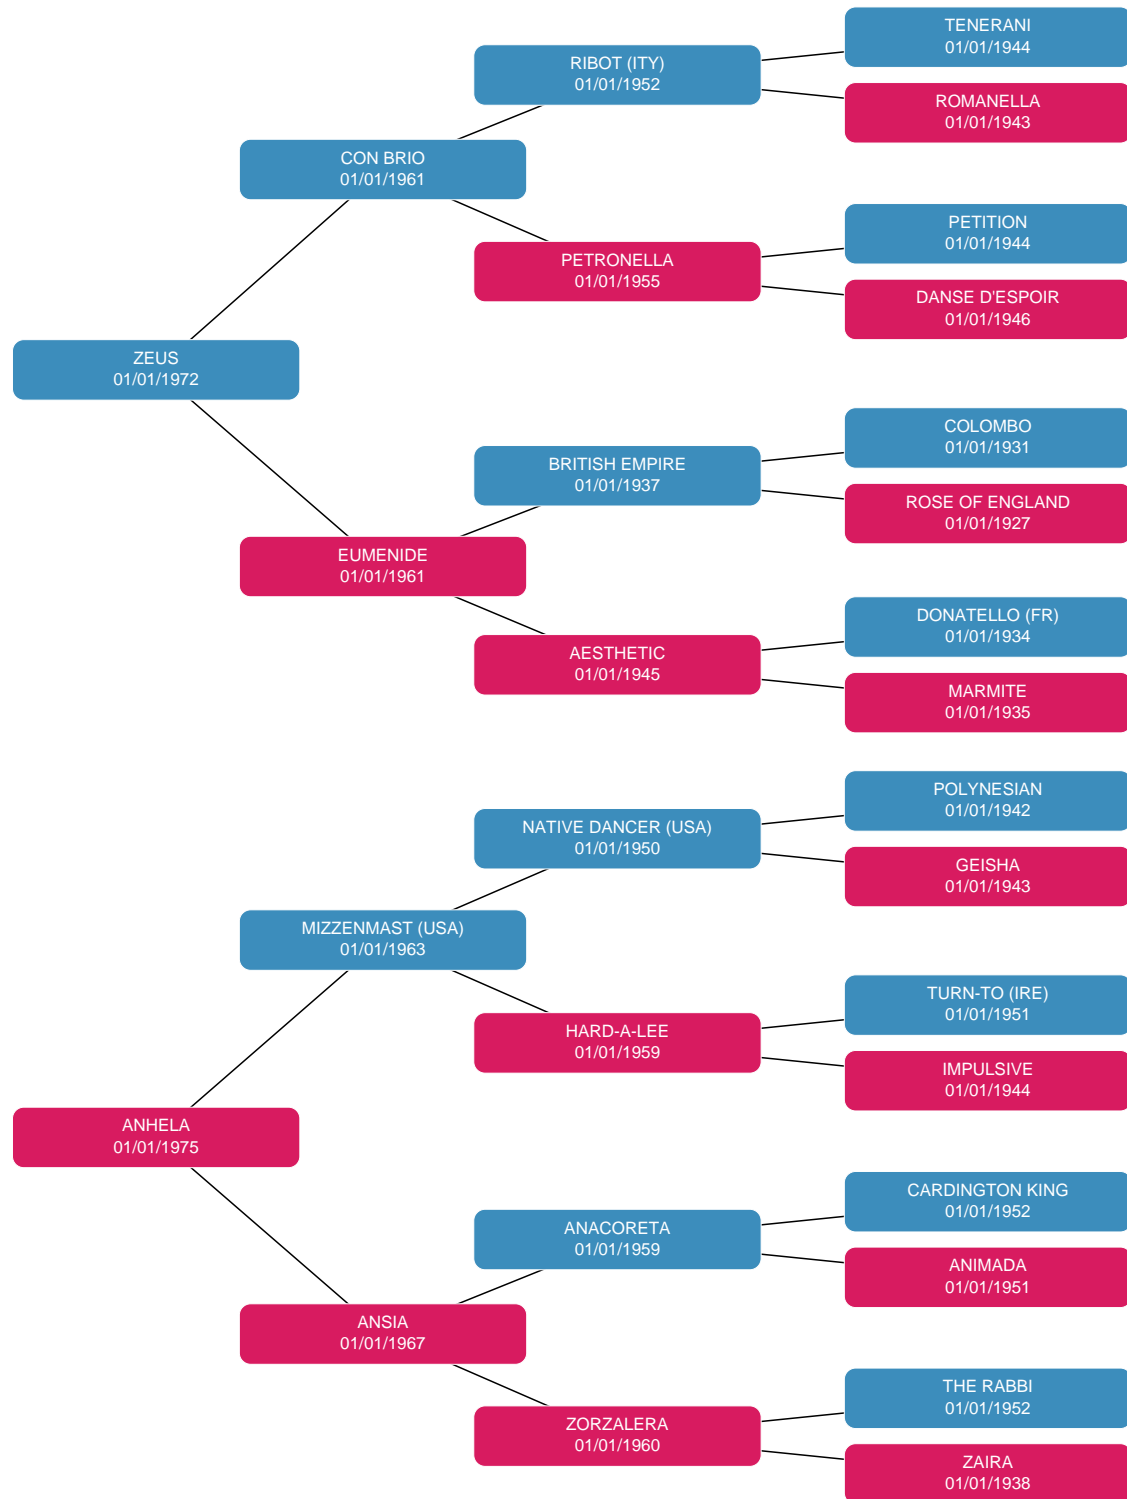 TENERANI
01/01/1944
RIBOT (ITY)
01/01/1952
ROMANELLA
01/01/1943
CON BRIO
01/01/1961
PETITION
01/01/1944
PETRONELLA
01/01/1955
DANSE D'ESPOIR
01/01/1946
ZEUS
01/01/1972
COLOMBO
01/01/1931
BRITISH EMPIRE
01/01/1937
ROSE OF ENGLAND
01/01/1927
EUMENIDE
01/01/1961
DONATELLO (FR)
01/01/1934
AESTHETIC
01/01/1945
MARMITE
01/01/1935
POLYNESIAN
01/01/1942
NATIVE DANCER (USA)
01/01/1950
GEISHA
01/01/1943
MIZZENMAST (USA)
01/01/1963
TURN-TO (IRE)
01/01/1951
HARD-A-LEE
01/01/1959
IMPULSIVE
01/01/1944
ANHELA
01/01/1975
CARDINGTON KING
01/01/1952
ANACORETA
01/01/1959
ANIMADA
01/01/1951
ANSIA
01/01/1967
THE RABBI
01/01/1952
ZORZALERA
01/01/1960
ZAIRA
01/01/1938